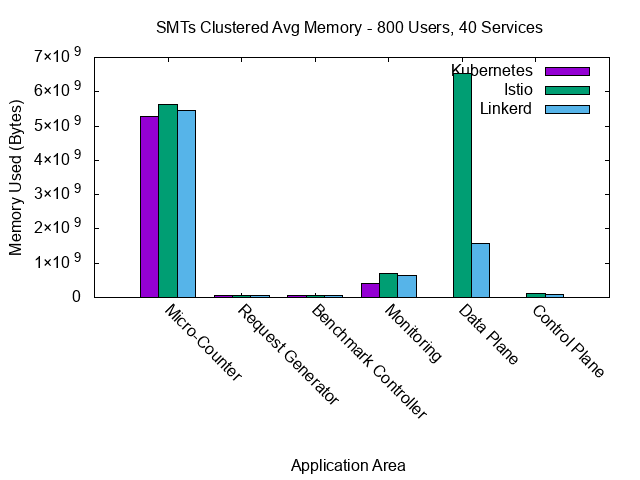 SMTs Clustered Avg Memory - 800 Users, 40 Services
Memory Used (Bytes)
7×10⁹
6×10⁹
5×10⁹
4×10⁹
3×10⁹
2×10⁹
1×10⁹
0
Kubernetes
Istio
Linkerd
Micro-Counter
Request Generator
Benchmark Controller
Monitoring
Data Plane
Control Plane
Application Area